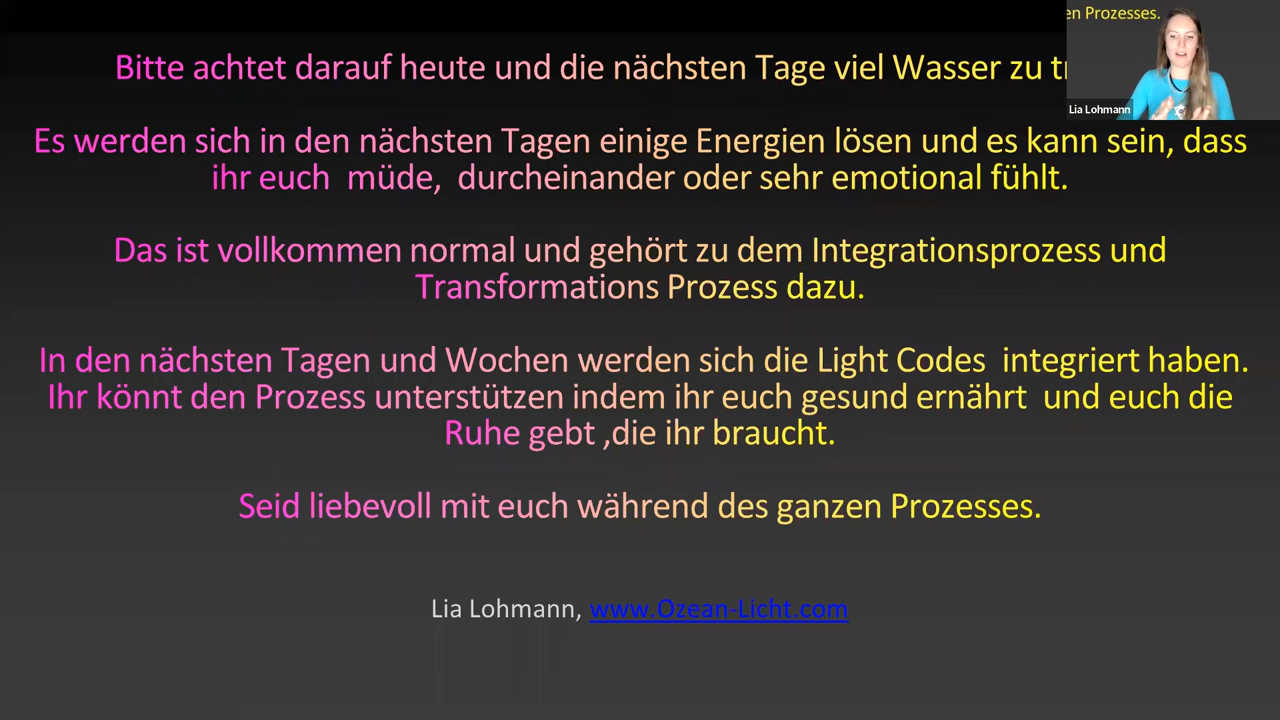 en Prozesses.
Bitte achtet darauf heute und die nächsten Tage viel Wasser zu
Lia Lohmann
Es werden sich in den nächsten Tagen einige Energien lösen und es kann sein, dass
ihr euch müde, durcheinander oder sehr emotional fühlt.
Das ist vollkommen normal und gehört zu dem Integrationsprozess und
Transformations Prozess dazu.
In den nächsten Tagen und Wochen werden sich die Light Codes integriert haben.
Ihr könnt den Prozess unterstützen indem ihr euch gesund ernährt und euch die
Ruhe gebt ,die ihr braucht.
Seid liebevoll mit euch während des ganzen Prozesses.
Lia Lohmann, www.Ozean-Licht.com